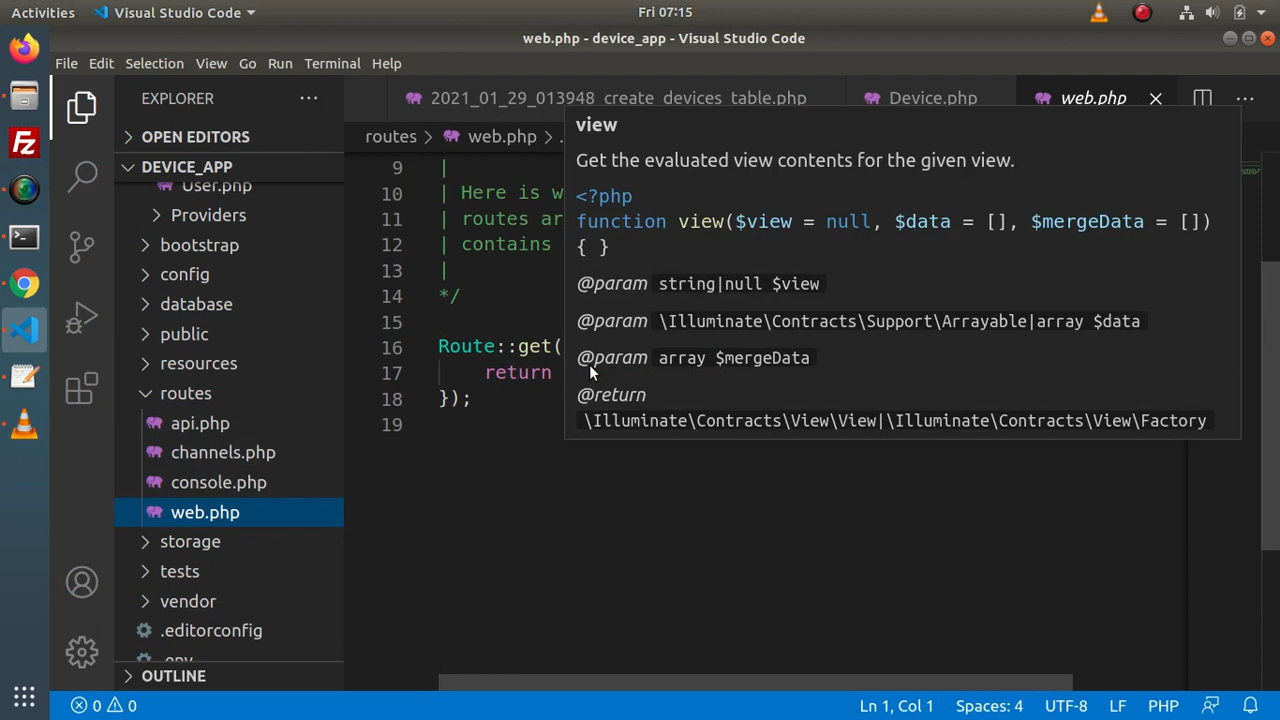 Activities
Visual Studio Code
Fri 07:15
web.php - device_app - Visual Studio Code
File Edit Selection View Go Run Terminal Help
EXPLORER
OPEN EDITORS
DEVICE_APP
User.php
Providers
bootstrap
config
database
public
resources
routes
api.php
channels.php
console.php
web.php
storage
tests
vendor
.editorconfig
.env
OUTLINE
2021_01_29_013948_create_devices_table.php
Device.php
web.php
routes > web.php >
9 |
10 | Here is w
11 | routes ar
12 | contains
13 |
14 */
15
16 Route::get(
17 return
18 });
19
view
Get the evaluated view contents for the given view.
<?php
function view($view = null, $data = [], $mergeData = [])
{ }
@param string|null $view
@param \Illuminate\Contracts\Support\Arrayable|array $data
@param array $mergeData
@return
\Illuminate\Contracts\View\View|\Illuminate\Contracts\View\Factory
0 0
Ln 1, Col 1 Spaces: 4 UTF-8 LF PHP